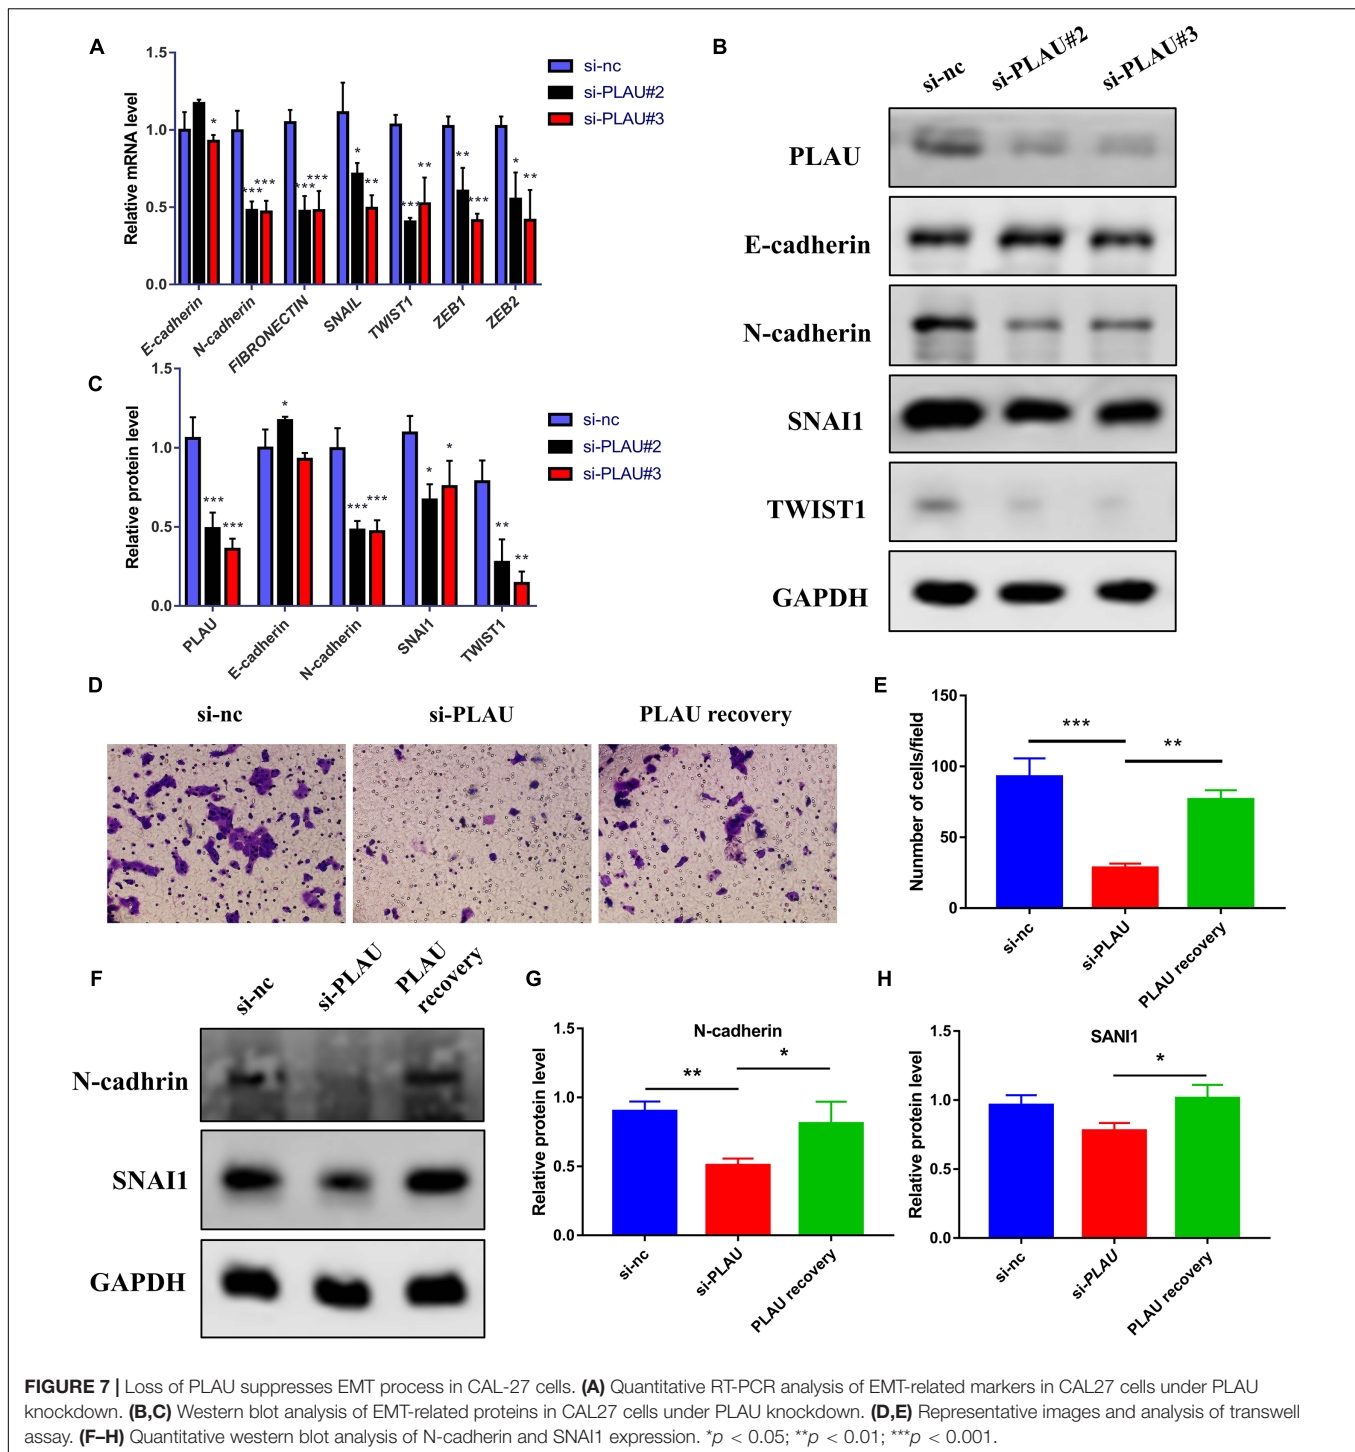 A
1.5
1.0
0.5
0.0
Relative mRNA level
si-nc
si-PLAU#2
si-PLAU#3
*
***
***
***
***
*
**
***
**
**
***
*
**
E-cadherin
N-cadherin
FIBRONECTIN
SNAIL
TWIST1
ZEB1
ZEB2
B
si-nc
si-PLAU#2
si-PLAU#3
PLAU
E-cadherin
N-cadherin
SNAI1
TWIST1
GAPDH
C
1.5
1.0
0.5
0.0
Relative protein level
si-nc
si-PLAU#2
si-PLAU#3
***
***
*
***
***
*
*
**
**
PLAU
E-cadherin
N-cadherin
SNAI1
TWIST1
D
si-nc
si-PLAU
PLAU recovery
E
150
100
50
0
Nunmber of cells/field
***
**
si-nc
si-PLAU
PLAU recovery
F
si-nc
si-PLAU
PLAU
recovery
N-cadhrin
SNAI1
GAPDH
G
N-cadherin
1.5
1.0
0.5
0.0
Relative protein level
**
*
si-nc
si-PLAU
PLAU recovery
H
SANI1
1.5
1.0
0.5
0.0
Relative protein level
*
si-nc
si-PLAU
PLAU recovery
FIGURE 7 | Loss of PLAU suppresses EMT process in CAL-27 cells. (A) Quantitative RT-PCR analysis of EMT-related markers in CAL27 cells under PLAU
knockdown. (B,C) Western blot analysis of EMT-related proteins in CAL27 cells under PLAU knockdown. (D,E) Representative images and analysis of transwell
assay. (F–H) Quantitative western blot analysis of N-cadherin and SNAI1 expression. *p < 0.05; **p < 0.01; ***p < 0.001.